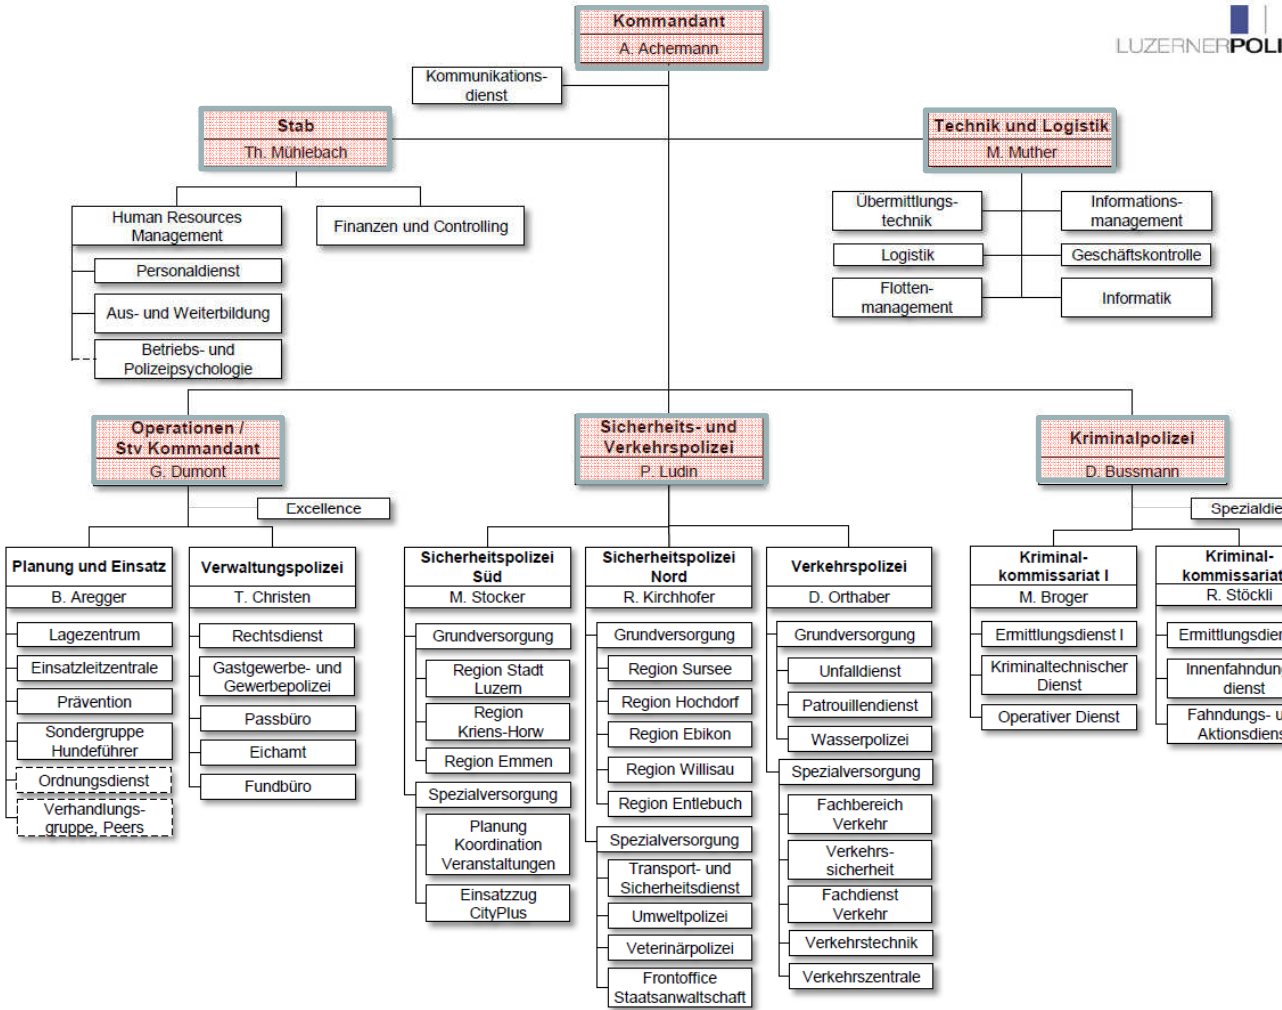 Kommandant
A. Achermann
LUZERNERPOLI
Kommunikations-
dienst
Stab
Th. Mühlebach
Technik und Logistik
M. Muther
Human Resources
Management
Finanzen und Controlling
Personaldienst
Aus- und Weiterbildung
Betriebs- und
Polizeipsychologie
Übermittlungs-
technik
Informations-
management
Logistik
Geschäftskontrolle
Flotten-
management
Informatik
Operationen /
Stv Kommandant
G. Dumont
Sicherheits- und
Verkehrspolizei
P. Ludin
Kriminalpolizei
D. Bussmann
Excellence
Spezialdie
Planung und Einsatz
B. Aregger
Lagezentrum
Einsatzleitzentrale
Prävention
Sondergruppe
Hundeführer
Ordnungsdienst
Verhandlungs-
gruppe, Peers
Verwaltungspolizei
T. Christen
Rechtsdienst
Gastgewerbe- und
Gewerbepolizei
Passbüro
Eichamt
Fundbüro
Sicherheitspolizei
Süd
M. Stocker
Grundversorgung
Region Stadt
Luzern
Region
Kriens-Horw
Region Emmen
Spezialversorgung
Planung
Koordination
Veranstaltungen
Einsatzzug
CityPlus
Sicherheitspolizei
Nord
R. Kirchhofer
Grundversorgung
Region Sursee
Region Hochdorf
Region Ebikon
Region Willisau
Region Entlebuch
Spezialversorgung
Transport- und
Sicherheitsdienst
Umweltpolizei
Veterinärpolizei
Frontoffice
Staatsanwaltschaft
Verkehrspolizei
D. Orthaber
Grundversorgung
Unfalldienst
Patrouillendienst
Wasserpolizei
Spezialversorgung
Fachbereich
Verkehr
Verkehrs-
sicherheit
Fachdienst
Verkehr
Verkehrstechnik
Verkehrszentrale
Kriminal-
kommissariat I
M. Broger
Ermittlungsdienst I
Kriminaltechnischer
Dienst
Operativer Dienst
Kriminal-
kommissariat
R. Stöckli
Ermittlungsdien
Innenfahndun
dienst
Fahndungs- u
Aktionsdiens